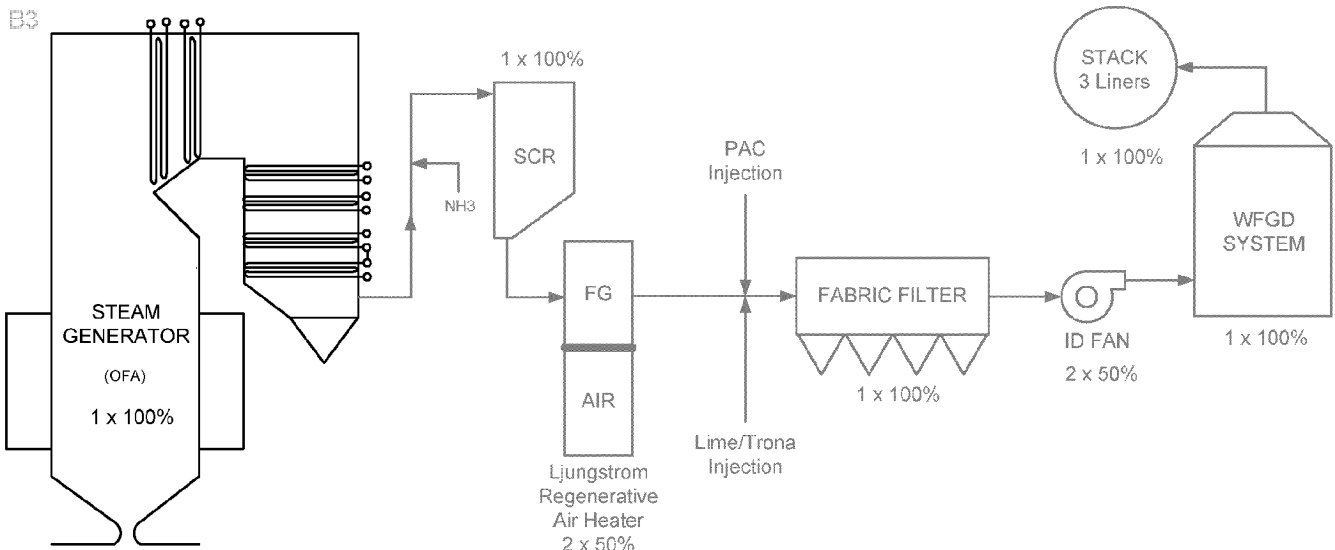 B3
STEAM
GENERATOR
(OFA)
1 x 100%
NH3
1 x 100%
SCR
FG
AIR
Ljungstrom
Regenerative
Air Heater
2 x 50%
PAC
Injection
Lime/Trona
Injection
FABRIC FILTER
1 x 100%
ID FAN
2 x 50%
STACK
3 Liners
1 x 100%
WFGD
SYSTEM
1 x 100%